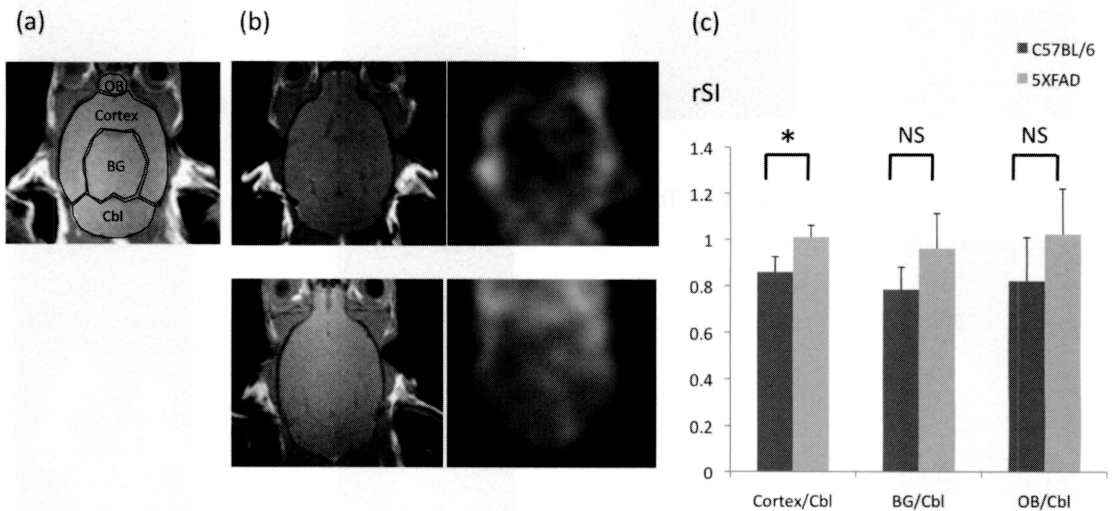 (a)
OB
Cortex
BG
Cbl
(b)
(c)
C57BL/6
5XFAD
rSI
* NS NS
1.4
1.2
1
0.8
0.6
0.4
0.2
0
Cortex/Cbl BG/Cbl OB/Cbl